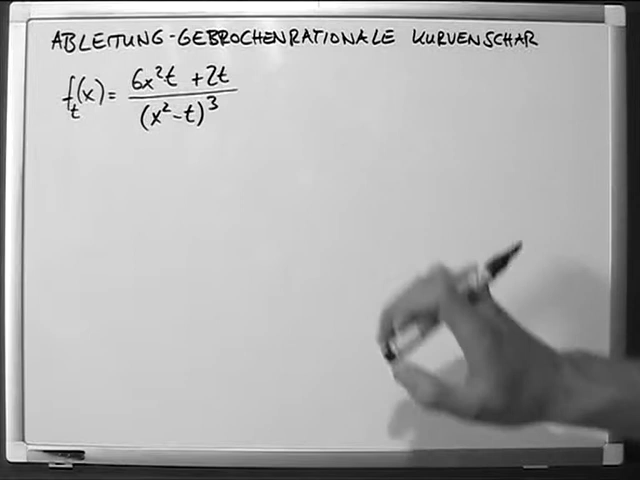 ABLEITUNG-GEBROCHENRATIONALE KURVENSCHAR
f_t(x) = (6x²t + 2t) / (x² - t)³